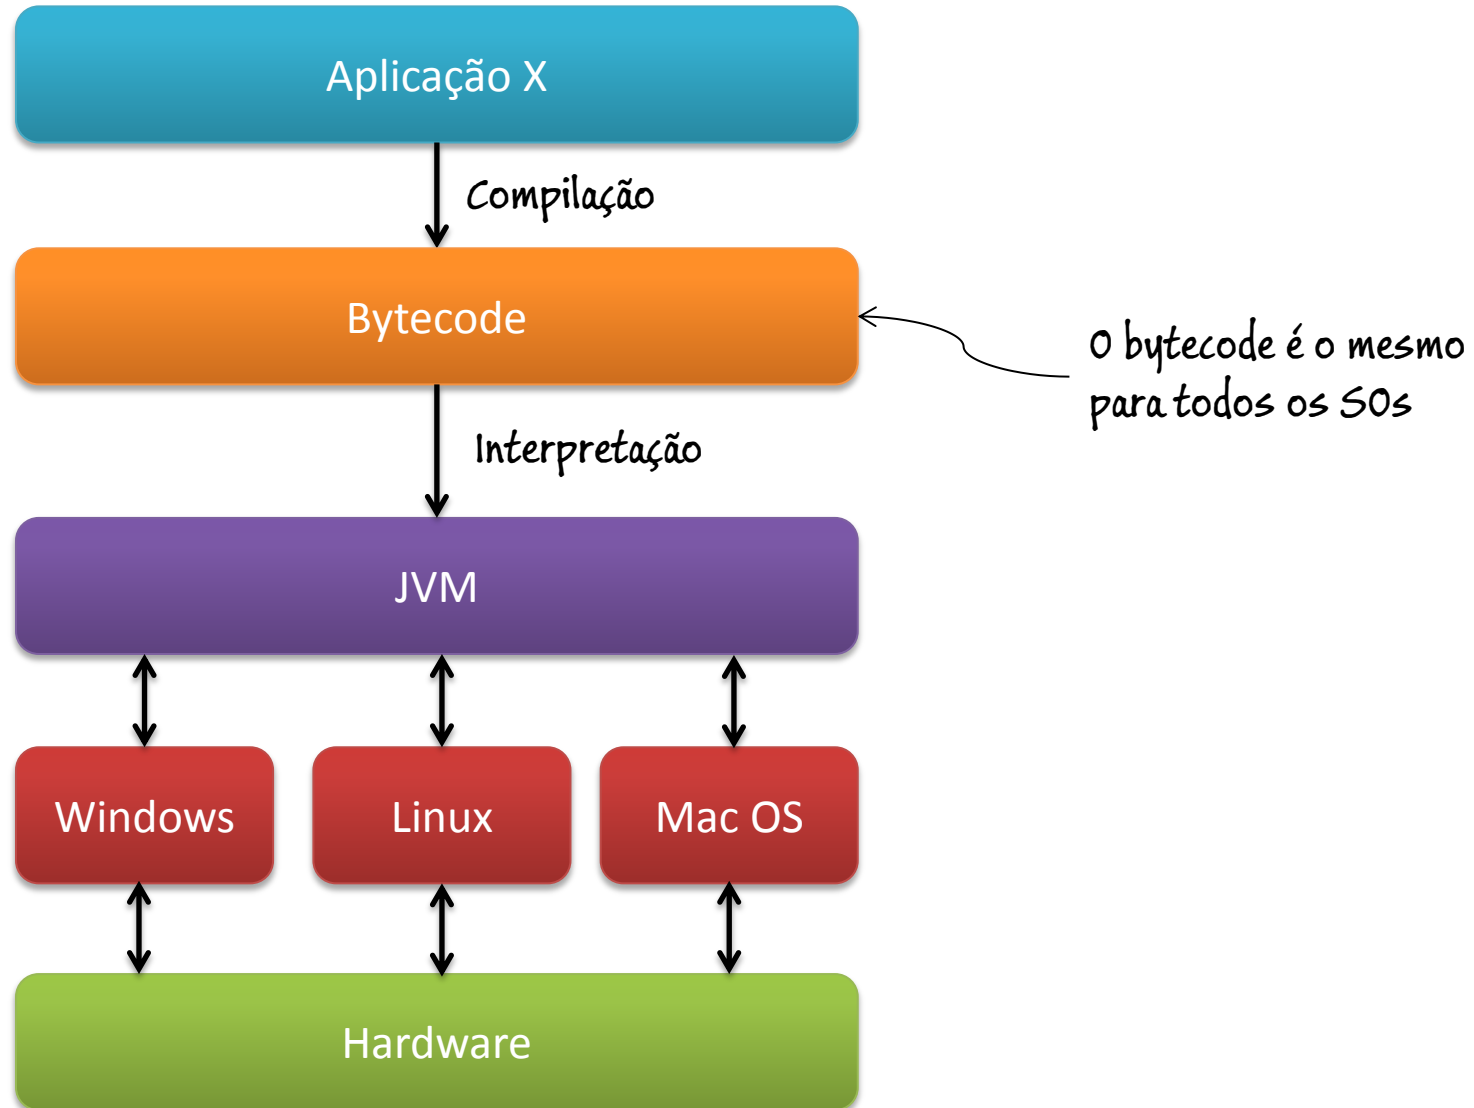 Aplicação X
Compilação
Bytecode
O bytecode é o mesmo
para todos os SOs
Interpretação
JVM
Windows
Linux
Mac OS
Hardware